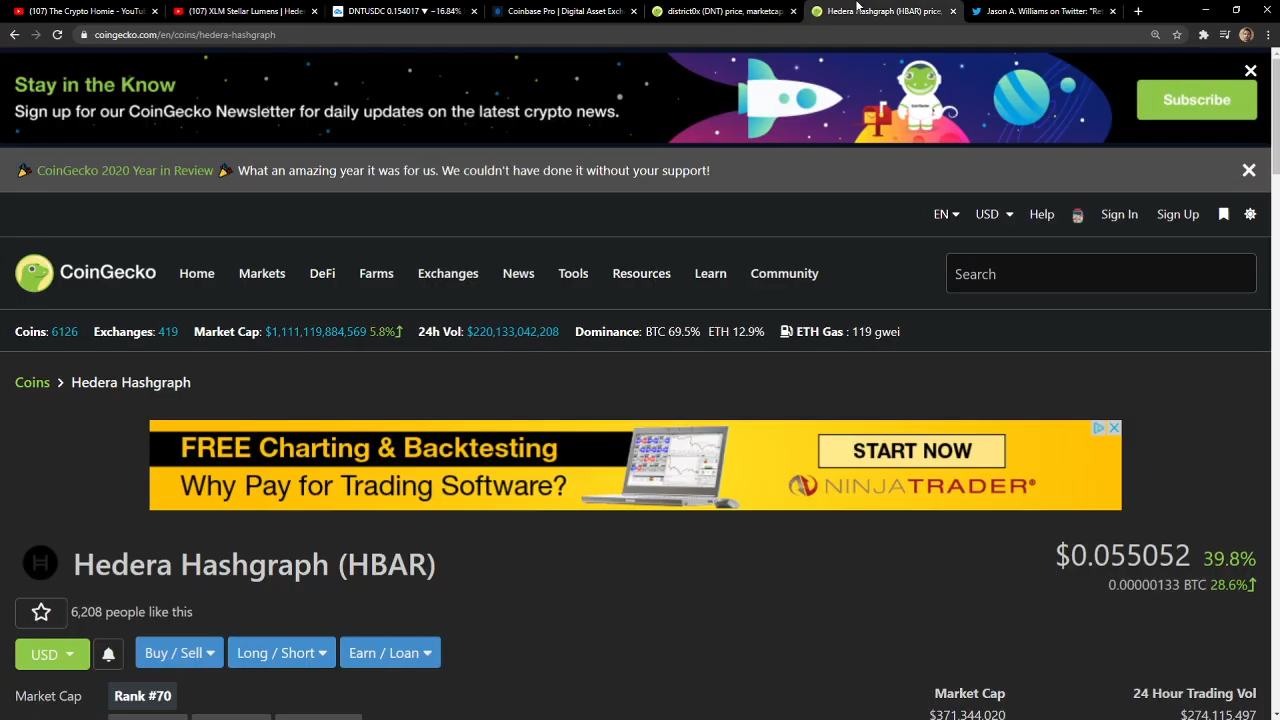 (107) The Crypto Homie - YouTu
(107) XLM Stellar Lumens | Heder
DNTUSDC 0.154017 ▼ −16.84%
Coinbase Pro | Digital Asset Exch
district0x (DNT) price, marketcap
Hedera Hashgraph (HBAR) price,
Jason A. Williams on Twitter: "Re
coingecko.com/en/coins/hedera-hashgraph
Stay in the Know
Sign up for our CoinGecko Newsletter for daily updates on the latest crypto news.
Subscribe
CoinGecko 2020 Year in Review What an amazing year it was for us. We couldn't have done it without your support!
EN USD Help Sign In Sign Up
CoinGecko Home Markets DeFi Farms Exchanges News Tools Resources Learn Community Search
Coins: 6126 Exchanges: 419 Market Cap: $1,111,119,884,569 5.8% 24h Vol: $220,133,042,208 Dominance: BTC 69.5% ETH 12.9% ETH Gas : 119 gwei
Coins > Hedera Hashgraph
FREE Charting & Backtesting
Why Pay for Trading Software?
START NOW
NINJATRADER
Hedera Hashgraph (HBAR)
$0.055052 39.8%
0.00000133 BTC 28.6%
6,208 people like this
USD Buy / Sell Long / Short Earn / Loan
Market Cap Rank #70
Market Cap 24 Hour Trading Vol
$371,344,020 $274,115,497